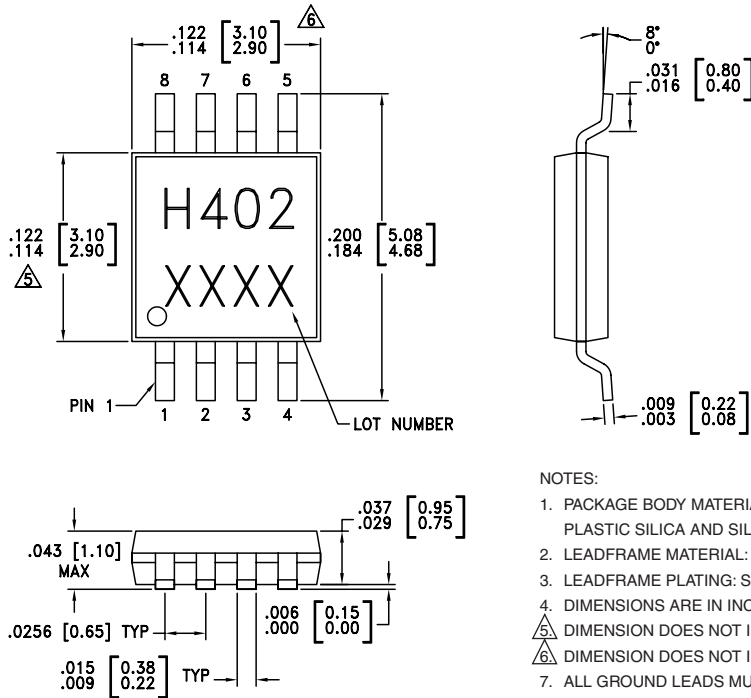 .122 [3.10]
.114 [2.90]
6
8 7 6 5
H402
XXXX
.122 [3.10]
.114 [2.90]
5
.200 [5.08]
.184 [4.68]
PIN 1
1 2 3 4
LOT NUMBER
8°
0°
.031 [0.80]
.016 [0.40]
.009 [0.22]
.003 [0.08]
.043 [1.10]
MAX
.037 [0.95]
.029 [0.75]
.0256 [0.65] TYP
.006 [0.15]
.000 [0.00]
.015 [0.38]
.009 [0.22]
TYP
NOTES:
1. PACKAGE BODY MATERIA
PLASTIC SILICA AND SIL
2. LEADFRAME MATERIAL:
3. LEADFRAME PLATING: S
4. DIMENSIONS ARE IN INC
5. DIMENSION DOES NOT I
6. DIMENSION DOES NOT I
7. ALL GROUND LEADS MU